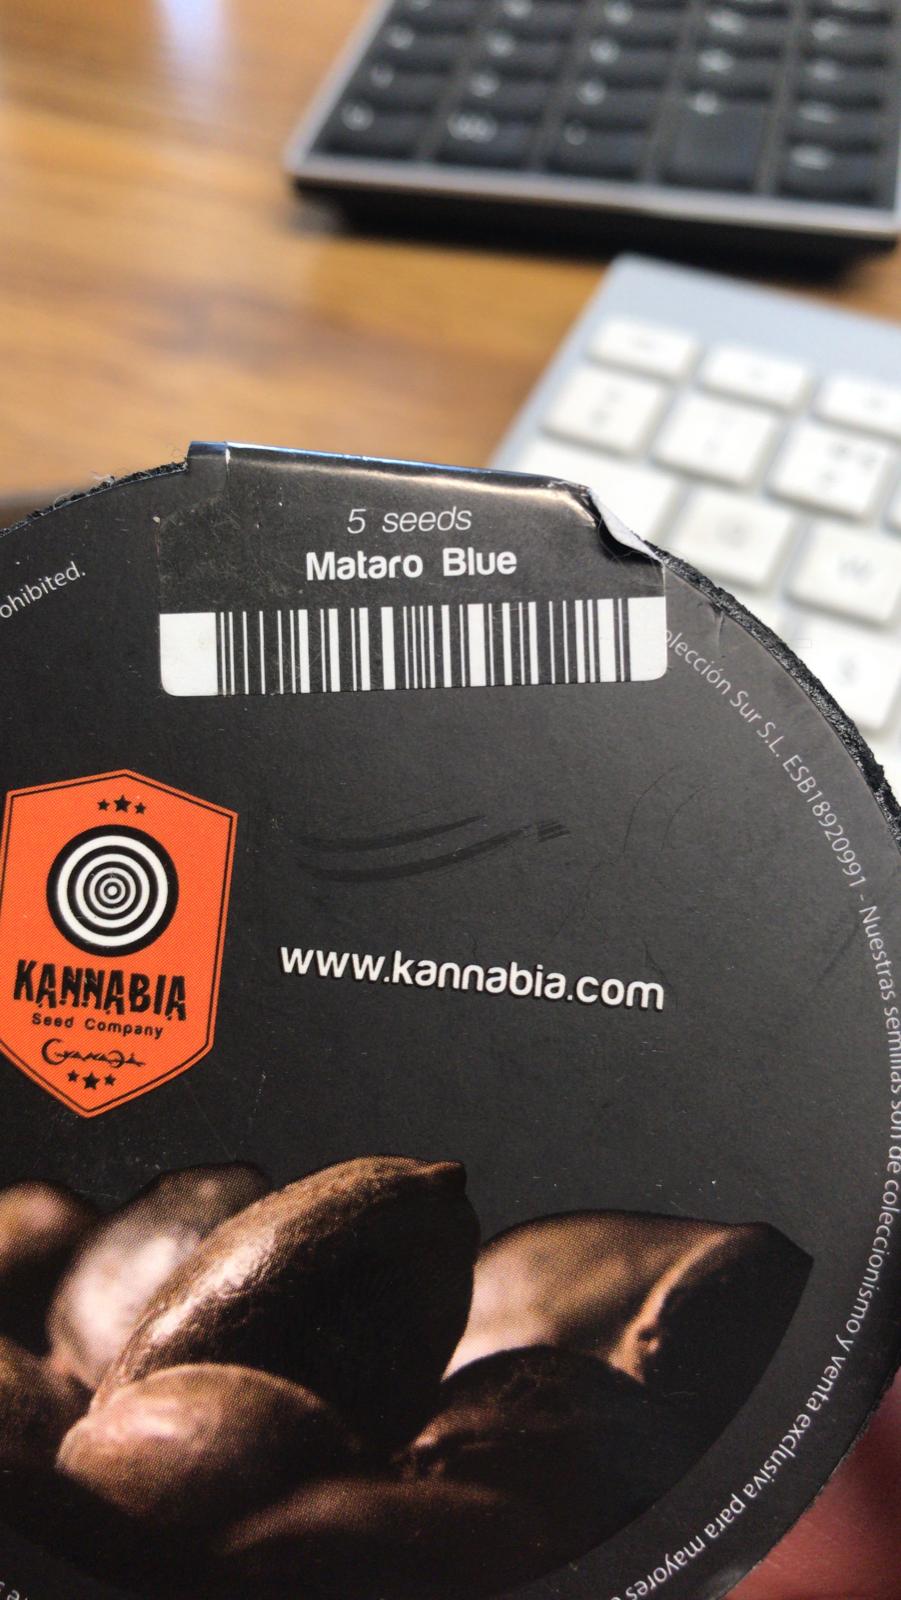 5 seeds
Mataro Blue
ohibited.
olección Sur S.L. ESB18920991 - Nuestras semillas son de coleccionismo y venta exclusiva para mayores
KANNABIA
Seed Company
www.kannabia.com